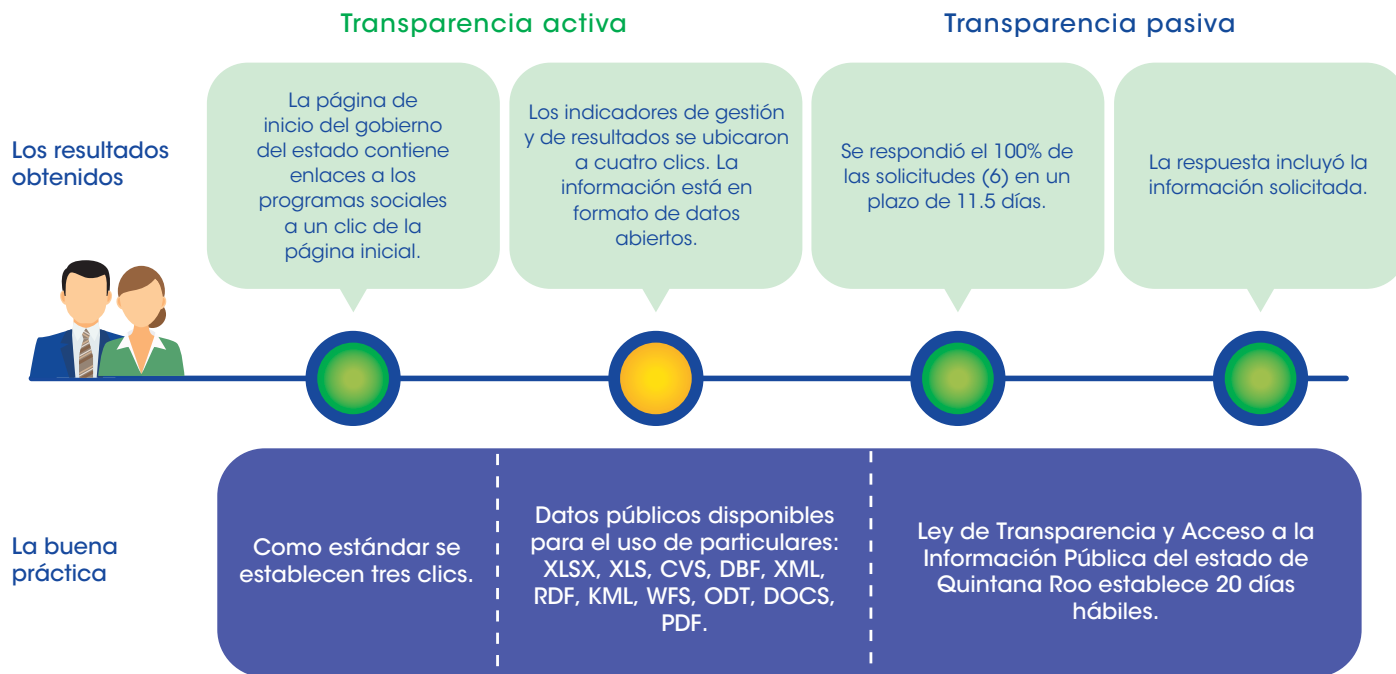 Transparencia activa
Transparencia pasiva
Los resultados
obtenidos
La página de
inicio del gobierno
del estado contiene
enlaces a los
programas sociales
a un clic de la
página inicial.
Los indicadores de gestión
y de resultados se ubicaron
a cuatro clics. La
información está en
formato de datos
abiertos.
Se respondió el 100% de
las solicitudes (6) en un
plazo de 11.5 días.
La respuesta incluyó la
información solicitada.
La buena
práctica
Como estándar se
establecen tres clics.
Datos públicos disponibles
para el uso de particulares:
XLSX, XLS, CVS, DBF, XML,
RDF, KML, WFS, ODT, DOCS,
PDF.
Ley de Transparencia y Acceso a la
Información Pública del estado de
Quintana Roo establece 20 días
hábiles.